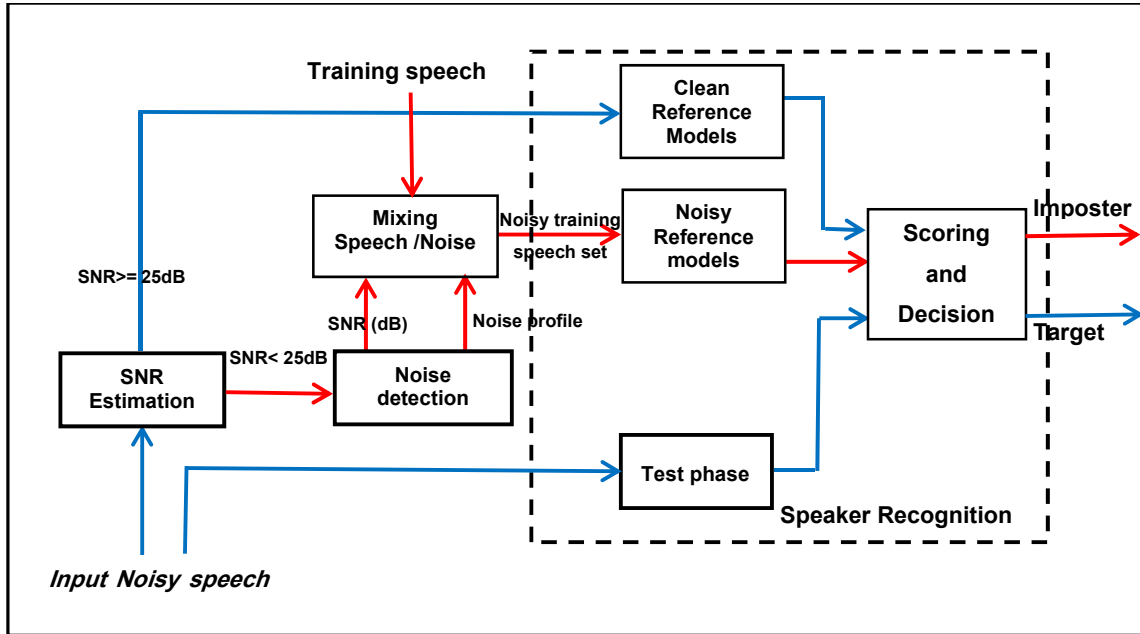 Training speech
Clean
Reference
Models
Mixing
Speech /Noise
Noisy training
speech set
Noisy
Reference
models
Scoring
and
Decision
Imposter
Target
SNR>= 25dB
SNR (dB)
Noise profile
SNR< 25dB
SNR
Estimation
Noise
detection
Test phase
Speaker Recognition
Input Noisy speech